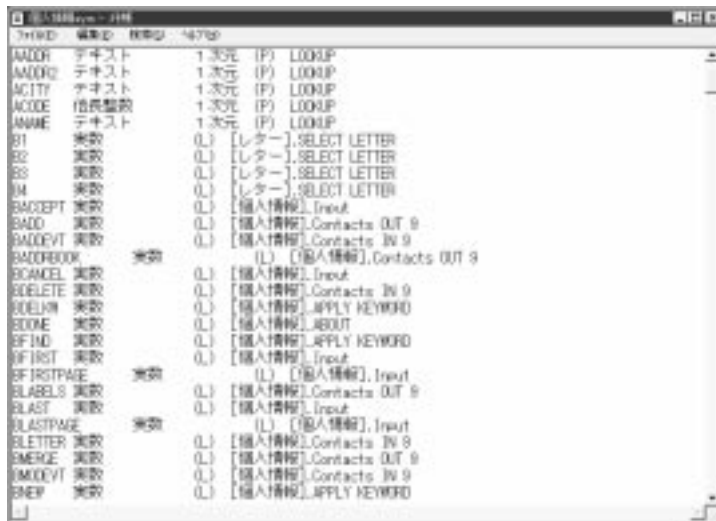 個人情報.sym - メモ帳
ファイル(F) 編集(E) 検索(S) ヘルプ(H)
AADDR テキスト 1 次元 (P) LOOKUP
AADDR2 テキスト 1 次元 (P) LOOKUP
ACITY テキスト 1 次元 (P) LOOKUP
ACODE 倍長整数 1 次元 (P) LOOKUP
ANAME テキスト 1 次元 (P) LOOKUP
B1 実数 (L) [レター].SELECT LETTER
B2 実数 (L) [レター].SELECT LETTER
B3 実数 (L) [レター].SELECT LETTER
B4 実数 (L) [レター].SELECT LETTER
BACCEPT 実数 (L) [個人情報].Input
BADD 実数 (L) [個人情報].Contacts OUT 9
BADDEVT 実数 (L) [個人情報].Contacts IN 9
BADDRBOOK 実数 (L) [個人情報].Contacts OUT 9
BCANCEL 実数 (L) [個人情報].Input
BDELETE 実数 (L) [個人情報].Contacts IN 9
BDELKW 実数 (L) [個人情報].APPLY KEYWORD
BDONE 実数 (L) [個人情報].ABOUT
BFIND 実数 (L) [個人情報].APPLY KEYWORD
BFIRST 実数 (L) [個人情報].Input
BFIRSTPAGE 実数 (L) [個人情報].Input
BLABELS 実数 (L) [個人情報].Contacts OUT 9
BLAST 実数 (L) [個人情報].Input
BLASTPAGE 実数 (L) [個人情報].Input
BLETTER 実数 (L) [個人情報].Contacts IN 9
BMERGE 実数 (L) [個人情報].Contacts OUT 9
BMODEVT 実数 (L) [個人情報].Contacts IN 9
BNEW 実数 (L) [個人情報].APPLY KEYWORD